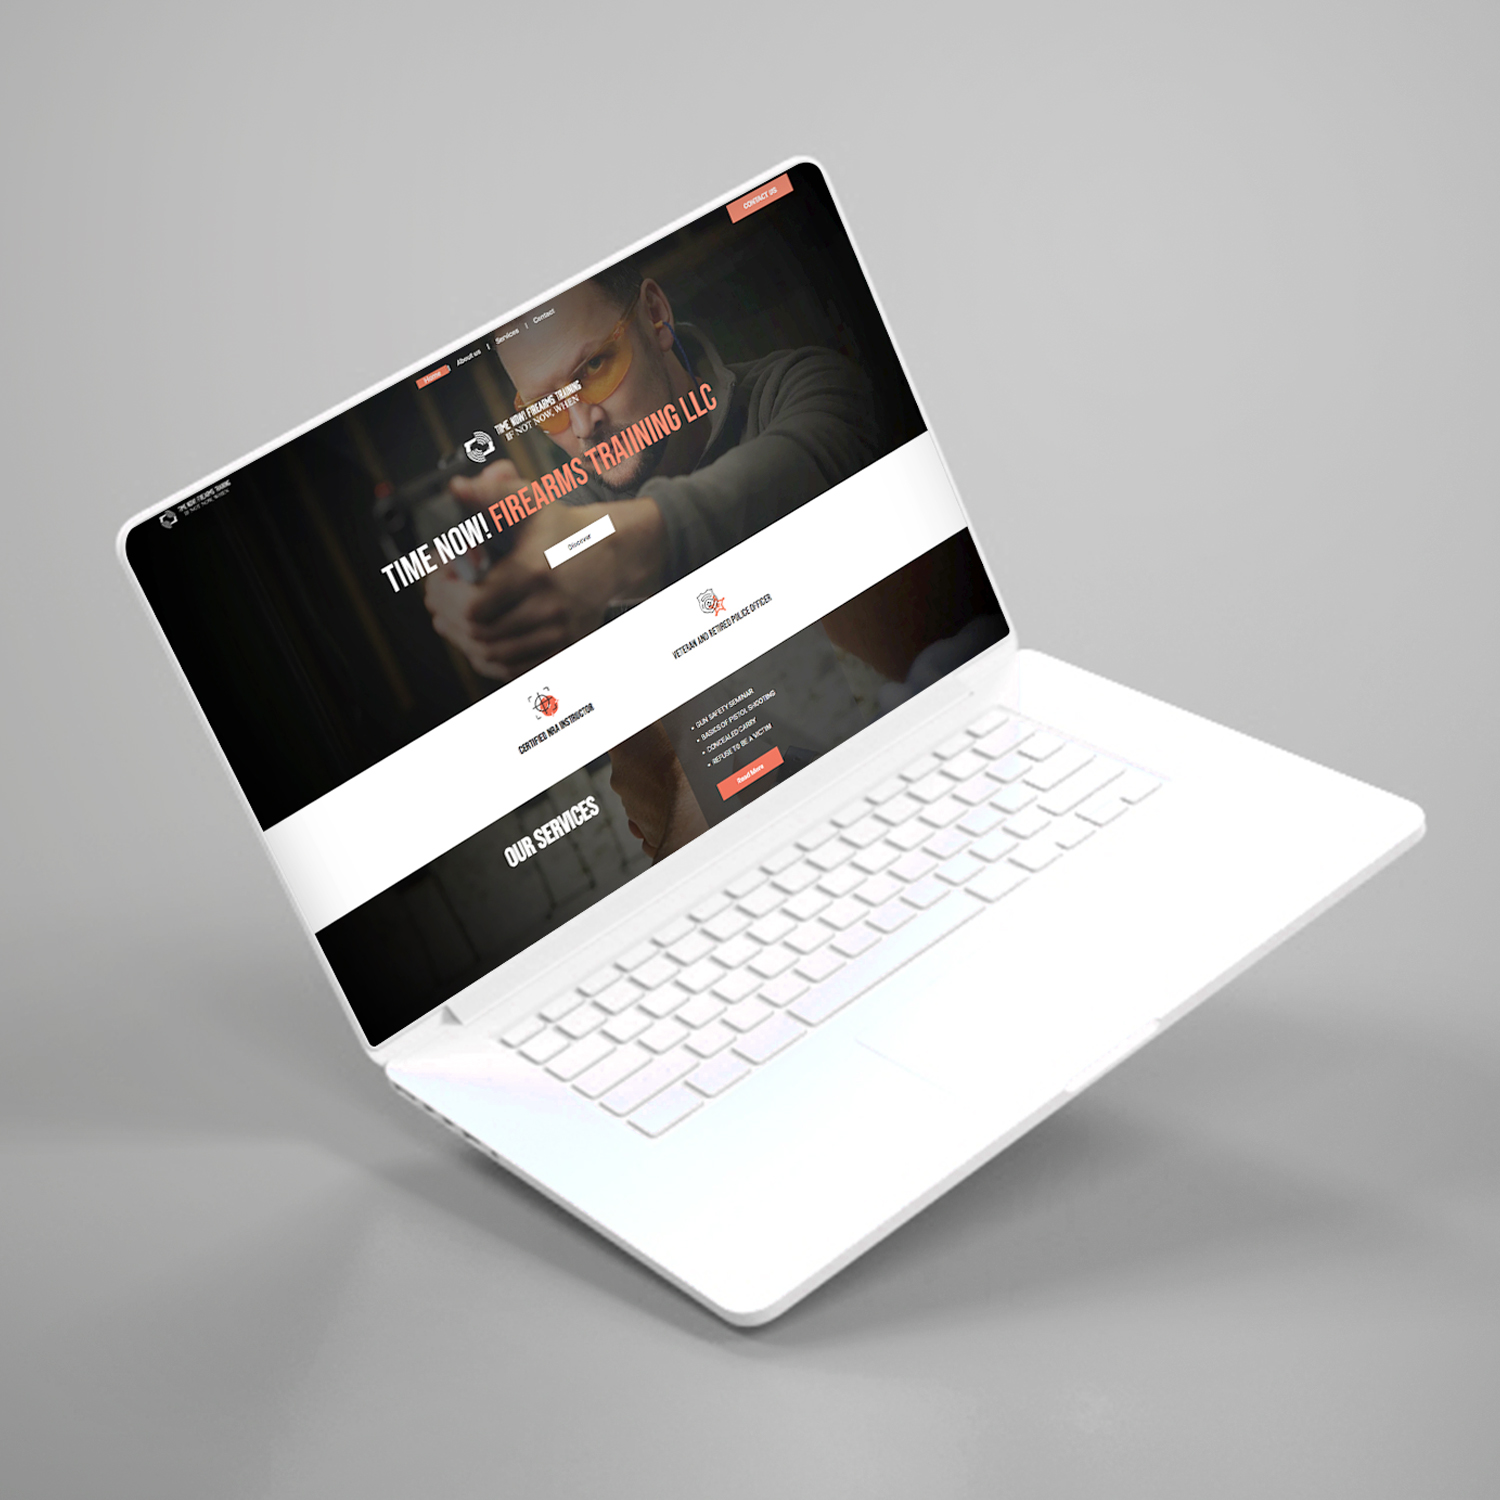 TIME NOW! FIREARMS TRAINING
IF NOT NOW, WHEN
CONTACT US
Home | About us | Services | Contact
TIME NOW! FIREARMS TRAINING
IF NOT NOW, WHEN
TIME NOW! FIREARMS TRAIINING LLC
Discover
CERTIFIED NRA INSTRUCTOR
VETERAN AND RETIRED POLICE OFFICER
OUR SERVICES
• GUN SAFETY SEMINAR
• BASICS OF PISTOL SHOOTING
• CONCEALED CARRY
• REFUSE TO BE A VICTIM
Read More